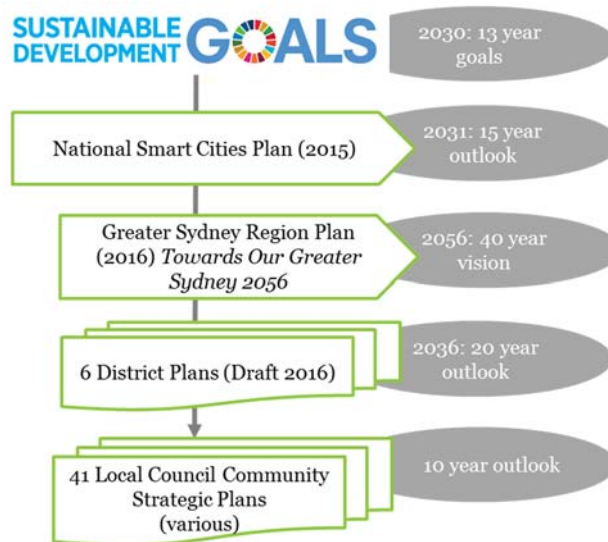 SUSTAINABLE
DEVELOPMENT
GOALS
2030: 13 year
goals
National Smart Cities Plan (2015)
2031: 15 year
outlook
Greater Sydney Region Plan
(2016) Towards Our Greater
Sydney 2056
2056: 40 year
vision
6 District Plans (Draft 2016)
2036: 20 year
outlook
41 Local Council Community
Strategic Plans
(various)
10 year outlook